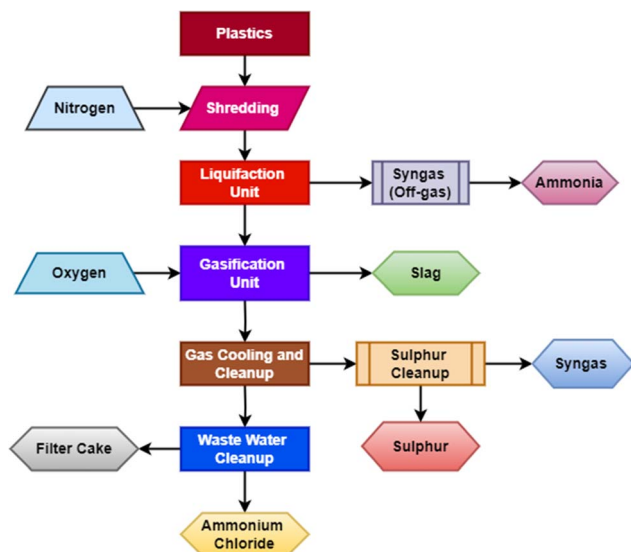 Plastics
Nitrogen
Shredding
Liquifaction
Unit
Syngas
(Off-gas)
Ammonia
Oxygen
Gasification
Unit
Slag
Gas Cooling and
Cleanup
Sulphur
Cleanup
Syngas
Filter Cake
Waste Water
Cleanup
Sulphur
Ammonium
Chloride